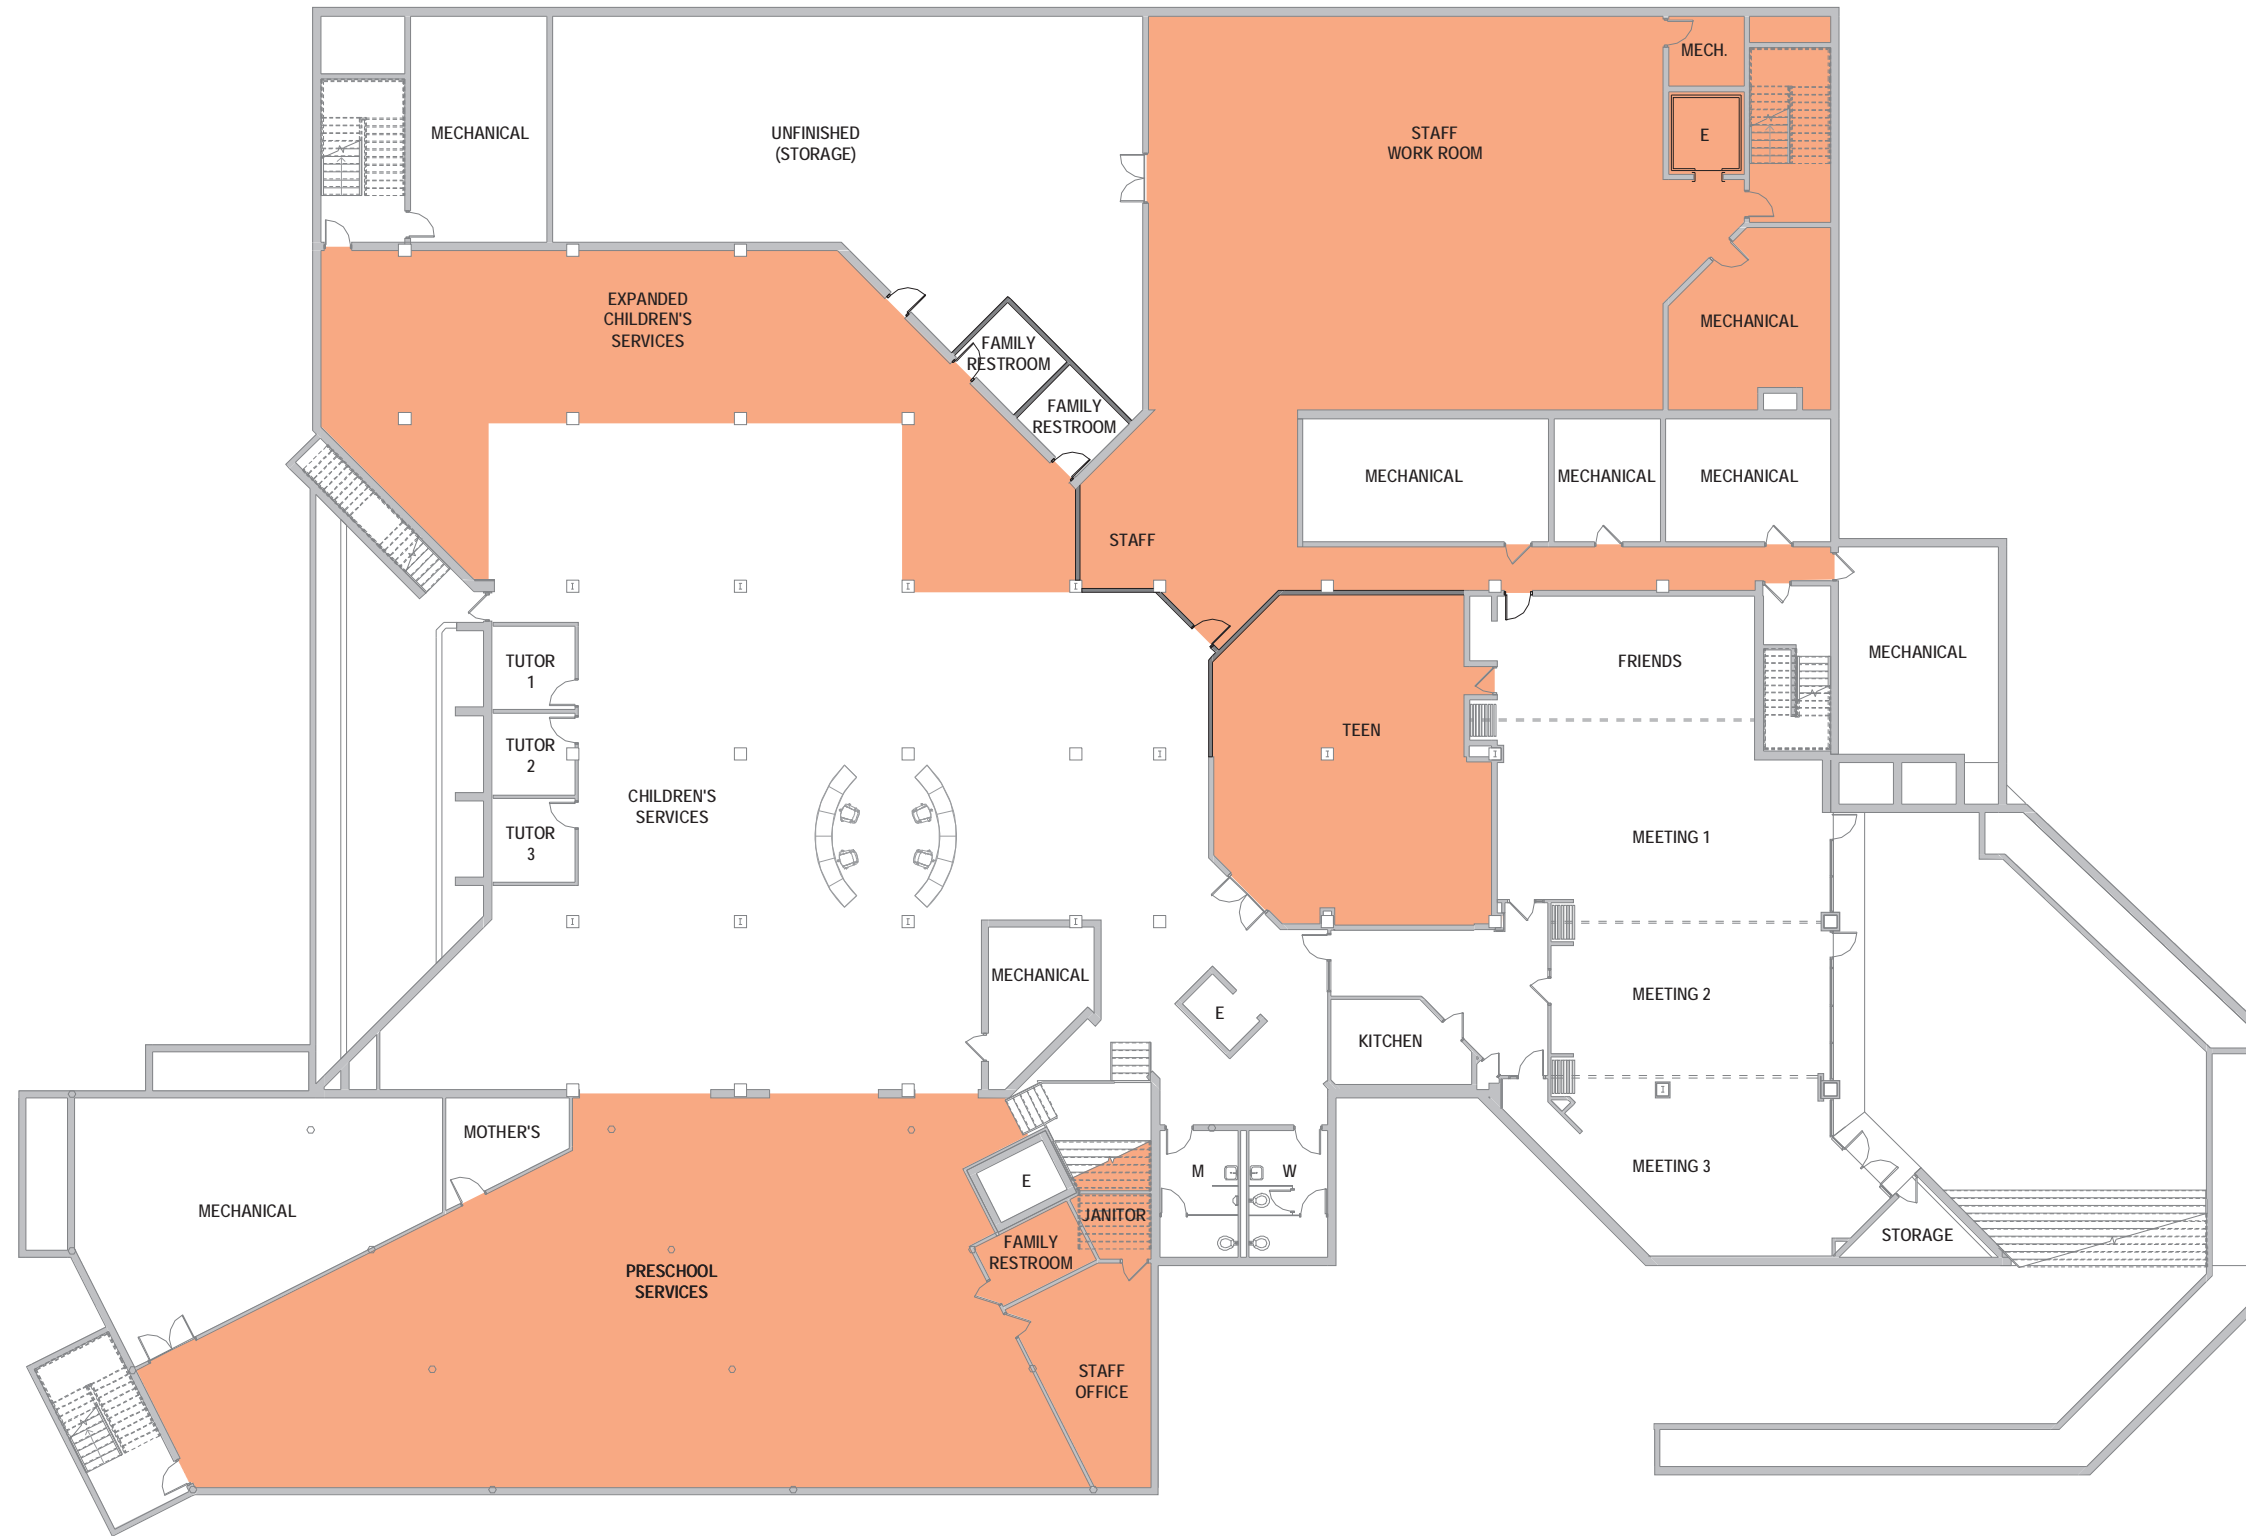 MECH.
MECHANICAL
UNFINISHED
(STORAGE)
STAFF
WORK ROOM
E
EXPANDED
CHILDREN'S
SERVICES
FAMILY
RESTROOM
MECHANICAL
FAMILY
RESTROOM
MECHANICAL
MECHANICAL
MECHANICAL
STAFF
TUTOR
1
FRIENDS
MECHANICAL
TEEN
TUTOR
2
CHILDREN'S
SERVICES
TUTOR
3
MEETING 1
MECHANICAL
MEETING 2
E
KITCHEN
MOTHER'S
M
W
MEETING 3
E
MECHANICAL
JANITOR
FAMILY
RESTROOM
STORAGE
PRESCHOOL
SERVICES
STAFF
OFFICE